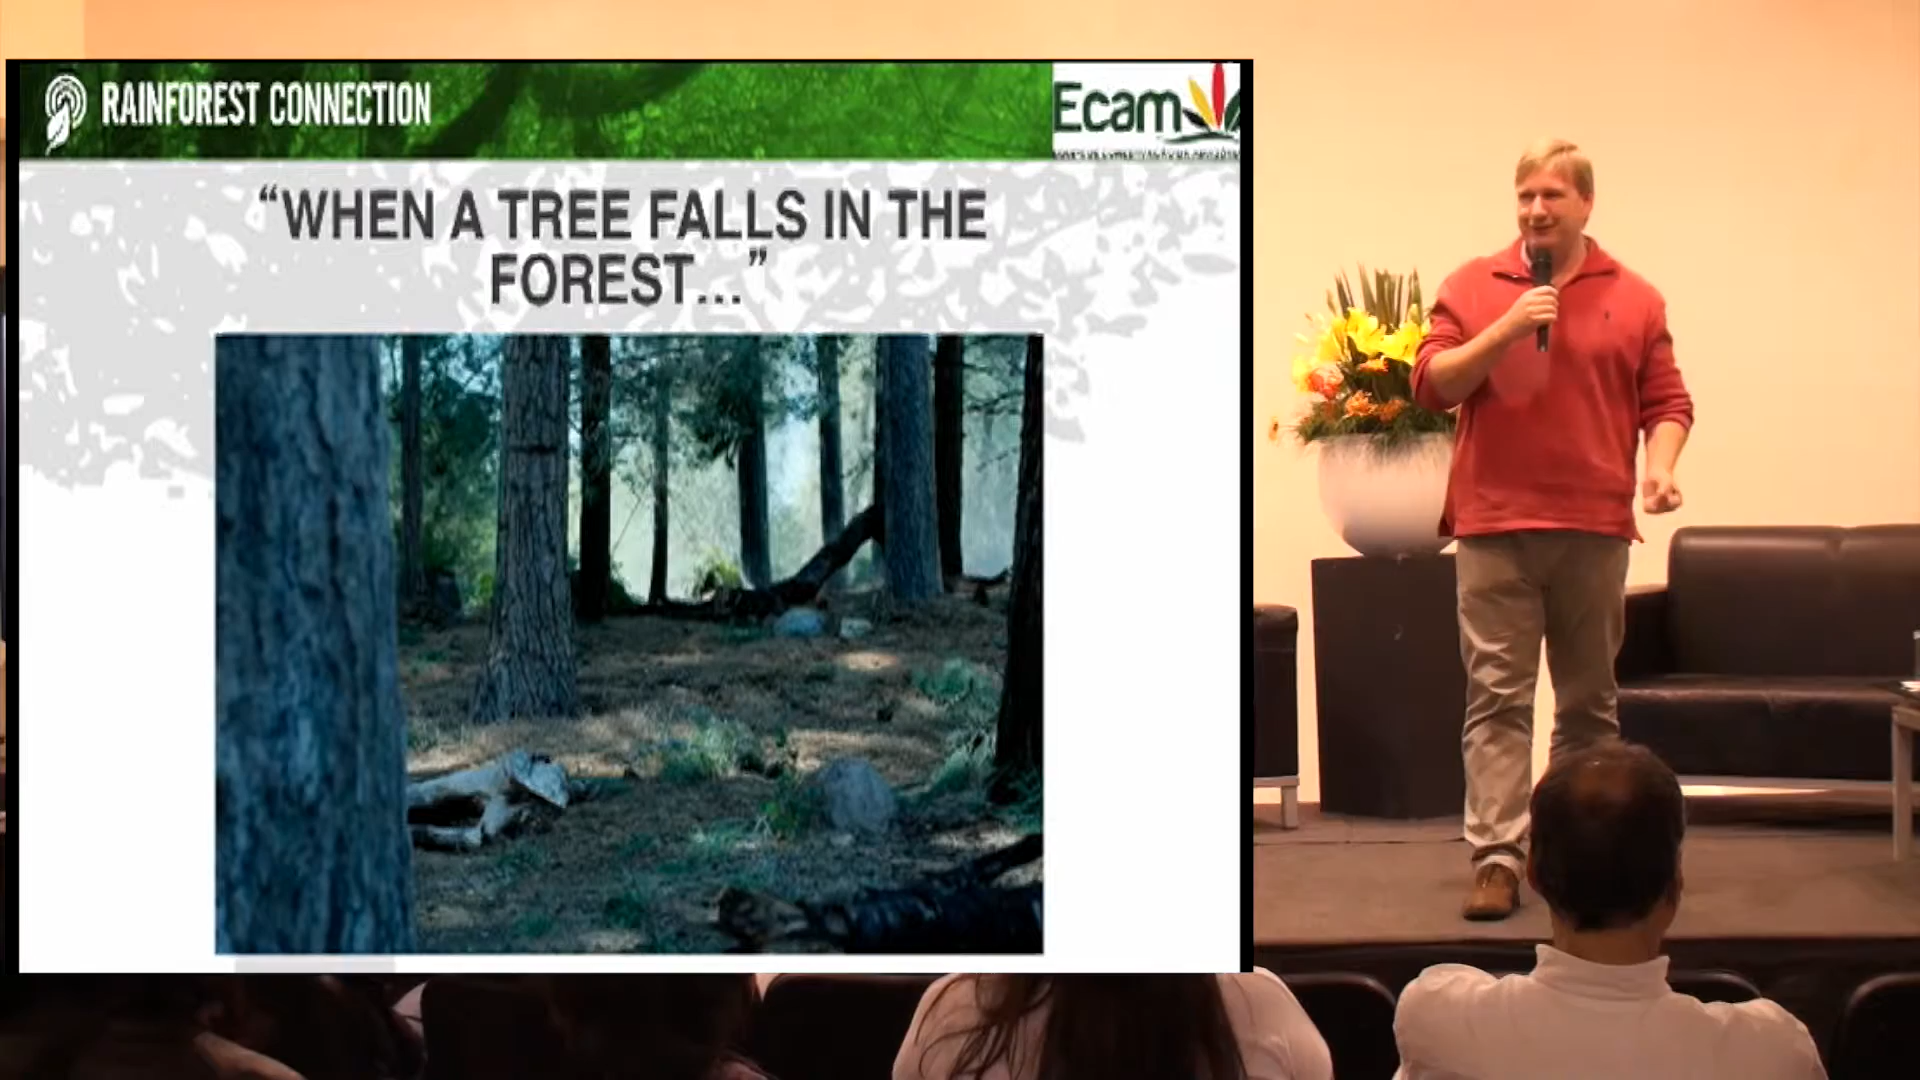 RAINFOREST CONNECTION
Ecam
“WHEN A TREE FALLS IN THE
FOREST...”